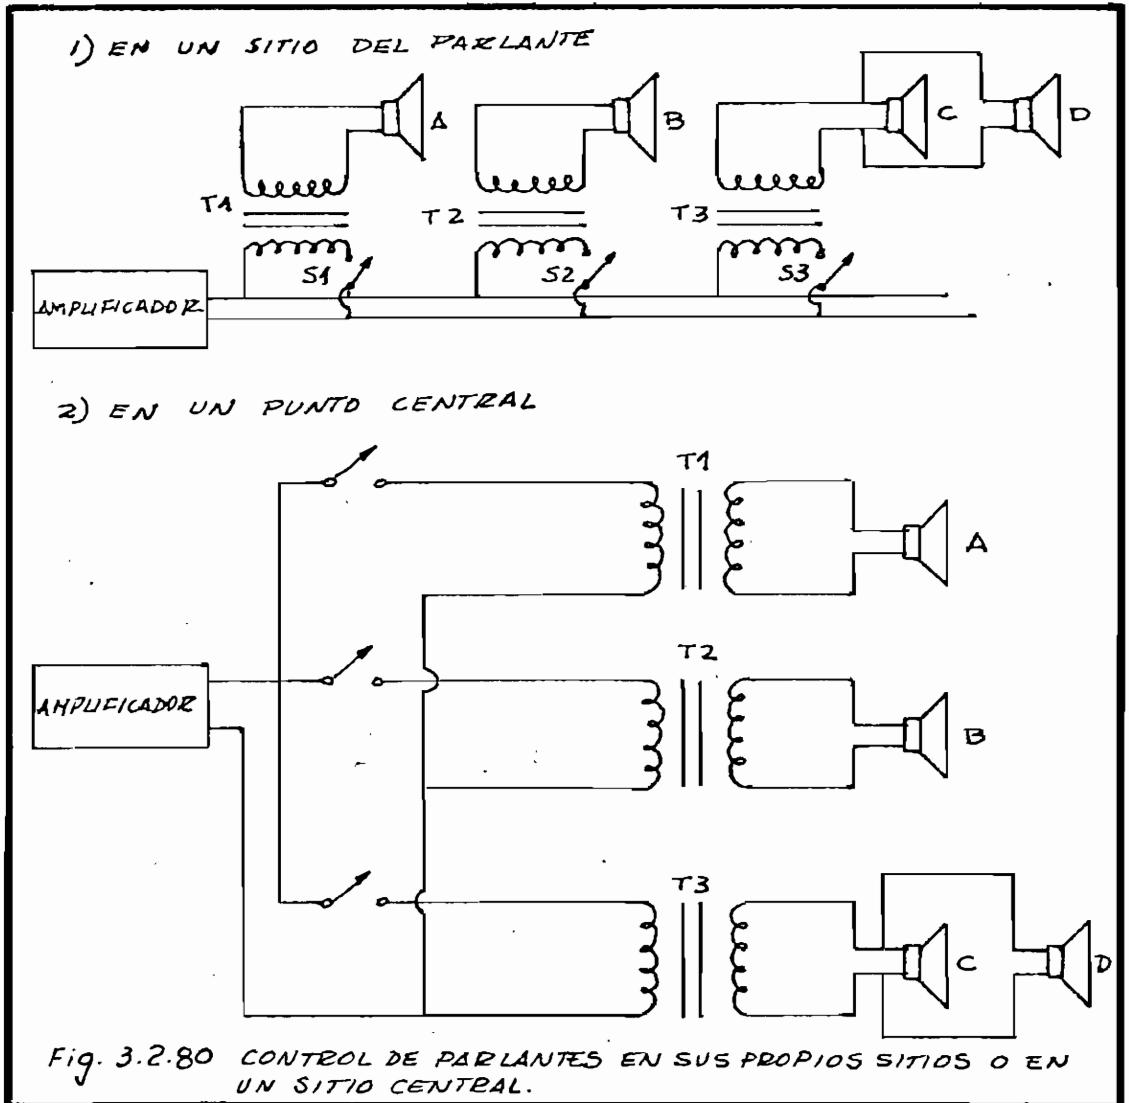 1) EN UN SITIO DEL PARLANTE
A
B
C
D
T1
T2
T3
S1
S2
S3
AMPLIFICADOR
2) EN UN PUNTO CENTRAL
T1
A
T2
AMPLIFICADOR
B
T3
C
D
Fig. 3.2.80 CONTROL DE PARLANTES EN SUS PROPIOS SITIOS O EN
UN SITIO CENTRAL.